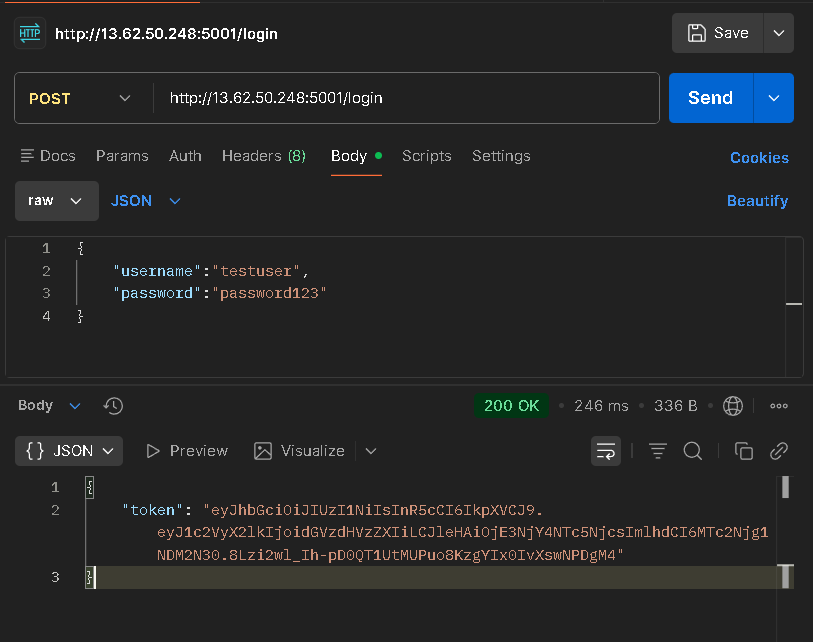 HTTP http://13.62.50.248:5001/login Save
POST http://13.62.50.248:5001/login Send
Docs Params Auth Headers (8) Body Scripts Settings Cookies
raw JSON Beautify
1 {
2 "username":"testuser",
3 "password":"password123"
4 }
Body 200 OK 246 ms 336 B
{} JSON Preview Visualize
1 {
2 "token": "eyJhbGciOiJIUzI1NiIsInR5cCI6IkpXVCJ9.
eyJ1c2VyX2lkIjoidGVzdHVzZXIiLCJleHAiOjE3NjY4NTc5NjcsImlhdCI6MTc2Njg1
NDM2N30.8Lzi2wl_Ih-pD0QT1UtMUPuo8KzgYIx0IvXswNPDgM4"
3 }